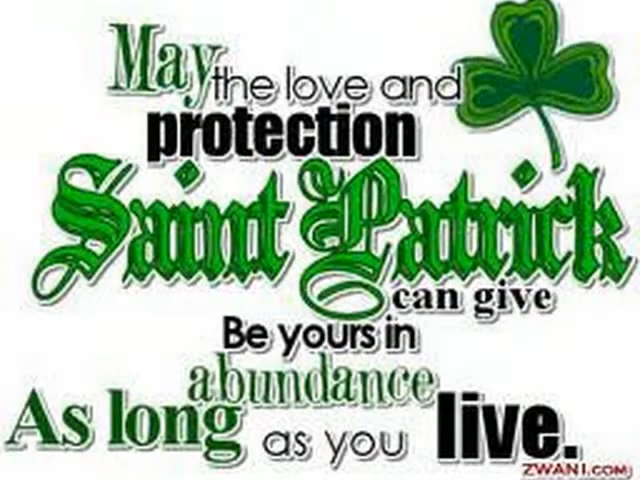 May the love and
protection
Saint Patrick
can give
Be yours in
abundance
As long as you live.
ZWANI.COM